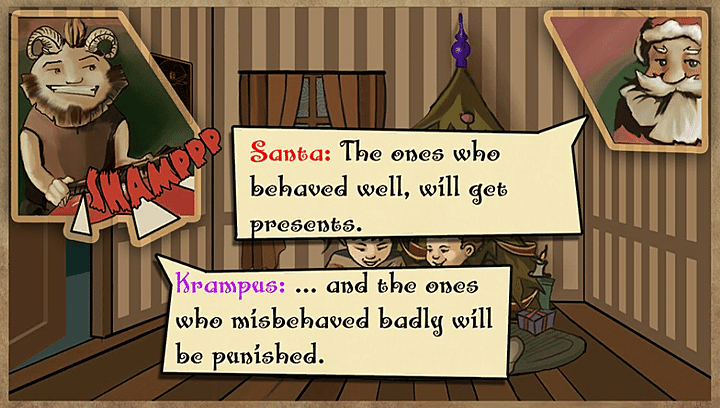 SHAMPPP
Santa: The ones who
behaved well, will get
presents.
Krampus: ... and the ones
who misbehaved badly will
be punished.